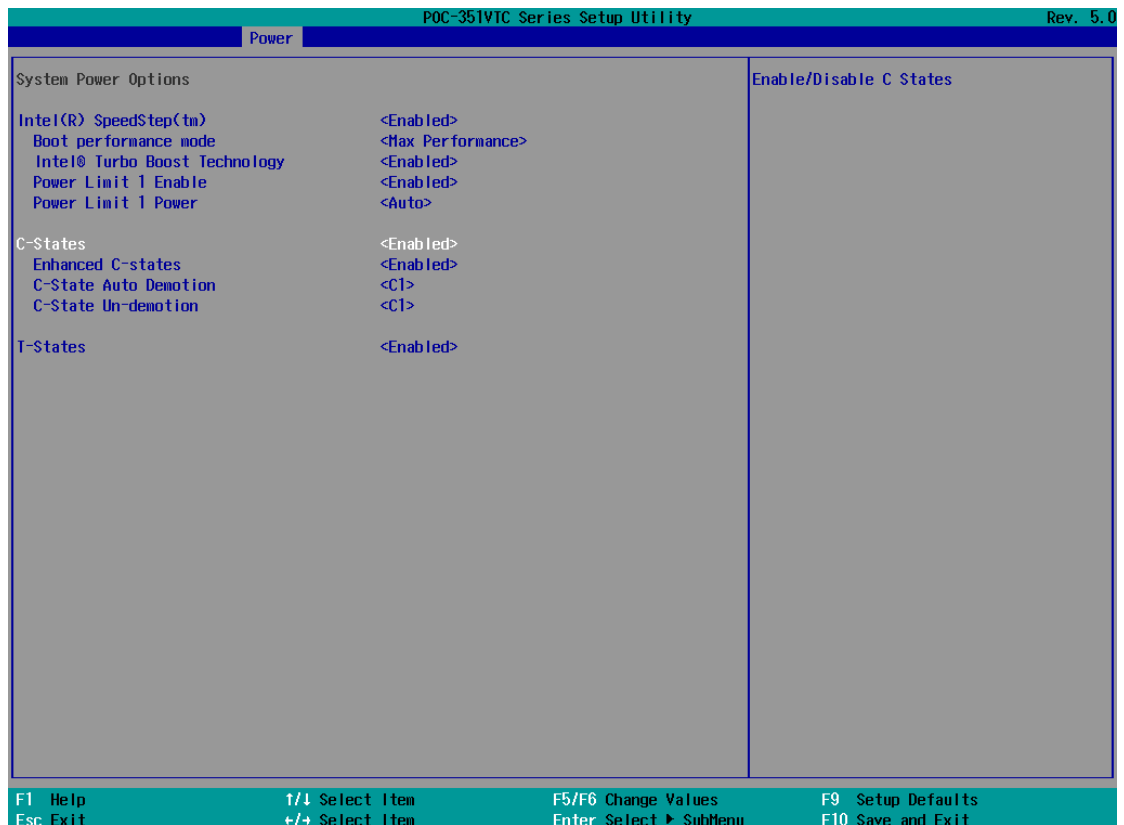 POC-351VTC Series Setup Utility Rev. 5.0
Power
System Power Options Enable/Disable C States
Intel(R) SpeedStep(tm) <Enabled>
Boot performance mode <Max Performance>
Intel® Turbo Boost Technology <Enabled>
Power Limit 1 Enable <Enabled>
Power Limit 1 Power <Auto>
C-States <Enabled>
Enhanced C-states <Enabled>
C-State Auto Demotion <C1>
C-State Un-demotion <C1>
T-States <Enabled>
F1 Help ↑/↓ Select Item F5/F6 Change Values F9 Setup Defaults
Esc Exit ←/→ Select Item Enter Select ▶ SubMenu F10 Save and Exit